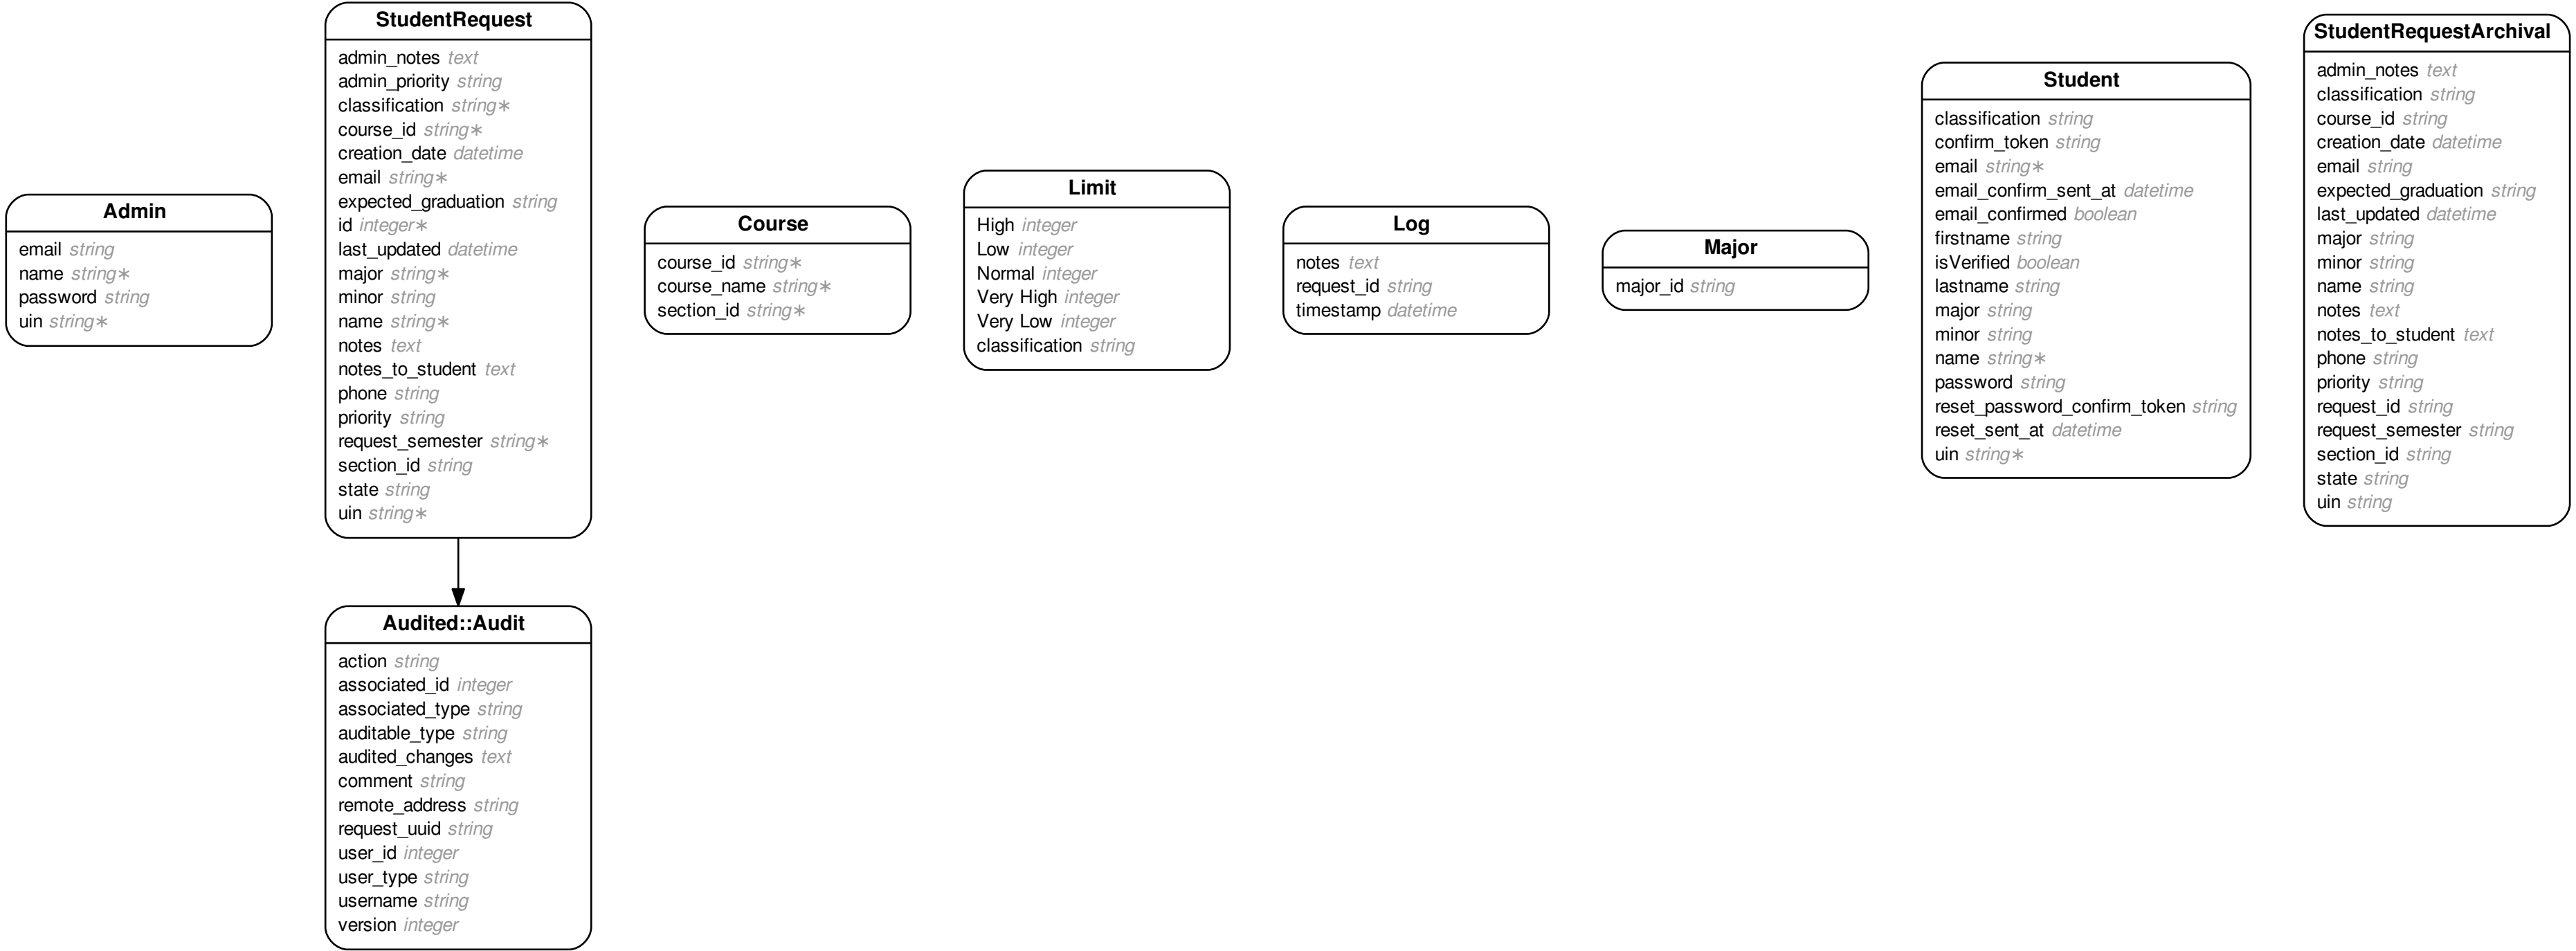 Admin
email string
name string∗
password string
uin string∗
StudentRequest
admin_notes text
admin_priority string
classification string∗
course_id string∗
creation_date datetime
email string∗
expected_graduation string
id integer∗
last_updated datetime
major string∗
minor string
name string∗
notes text
notes_to_student text
phone string
priority string
request_semester string∗
section_id string
state string
uin string∗
Audited::Audit
action string
associated_id integer
associated_type string
auditable_type string
audited_changes text
comment string
remote_address string
request_uuid string
user_id integer
user_type string
username string
version integer
Course
course_id string∗
course_name string∗
section_id string∗
Limit
High integer
Low integer
Normal integer
Very High integer
Very Low integer
classification string
Log
notes text
request_id string
timestamp datetime
Major
major_id string
Student
classification string
confirm_token string
email string∗
email_confirm_sent_at datetime
email_confirmed boolean
firstname string
isVerified boolean
lastname string
major string
minor string
name string∗
password string
reset_password_confirm_token string
reset_sent_at datetime
uin string∗
StudentRequestArchival
admin_notes text
classification string
course_id string
creation_date datetime
email string
expected_graduation string
last_updated datetime
major string
minor string
name string
notes text
notes_to_student text
phone string
priority string
request_id string
request_semester string
section_id string
state string
uin string